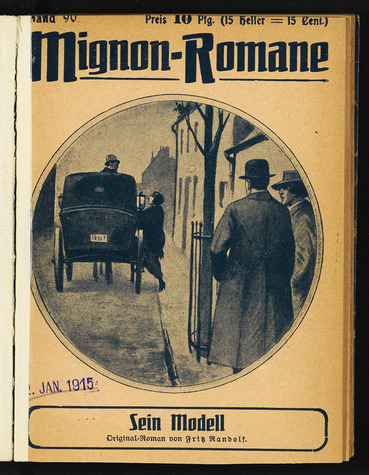 Band 90 Preis 10 Pfg. (15 Heller = 15 Cent.)
Mignon-Romane
2. JAN. 1915
Sein Modell
Original-Roman von Fritz Randolf.